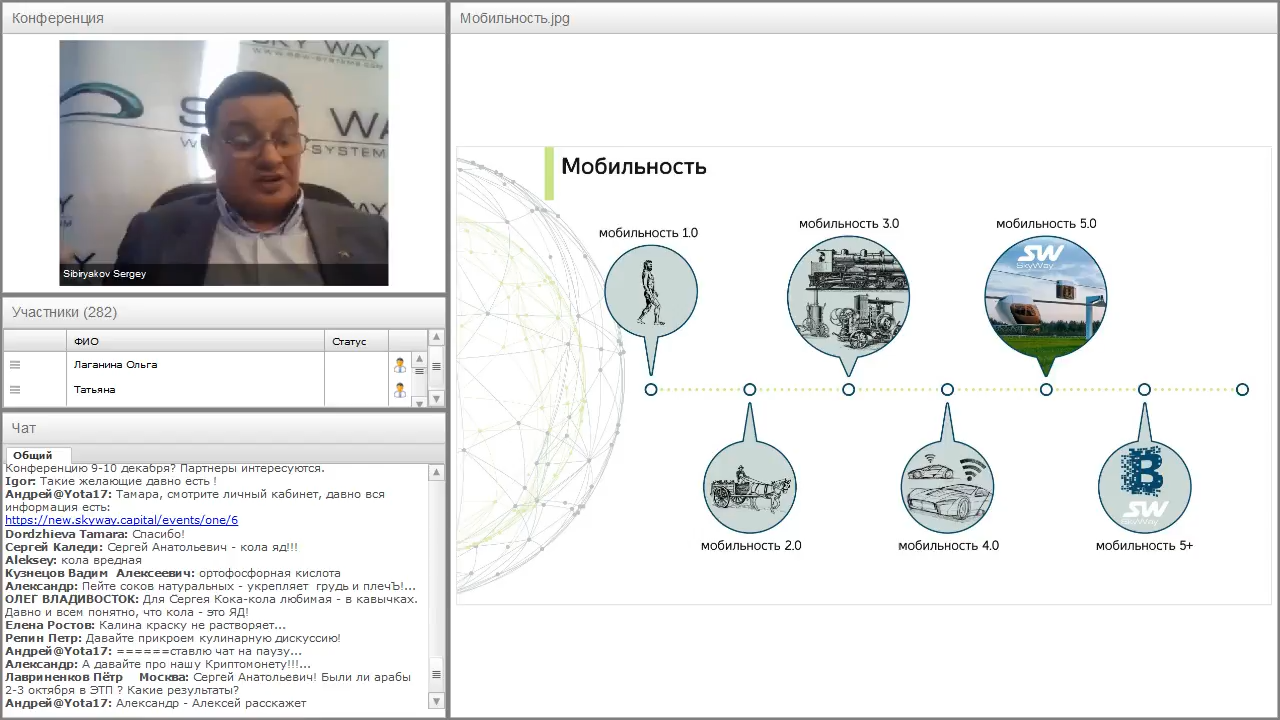 Конференция
SKY WAY
WWW.NEW-SYSTEMS.COM
Sibiryakov Sergey
Участники (282)
ФИО
Статус
Лаганина Ольга
Татьяна
Чат
Общий
Конференцию 9-10 декабря? Партнеры интересуются.
Igor: Такие желающие давно есть !
Андрей@Yota17: Тамара, смотрите личный кабинет, давно вся
информация есть:
https://new.skyway.capital/events/one/6
Dordzhieva Tamara: Спасибо!
Сергей Каледи: Сергей Анатольевич - кола яд!!!
Aleksey: кола вредная
Кузнецов Вадим Алексеевич: ортофосфорная кислота
Александр: Пейте соков натуральных - укрепляет грудь и плечЪ!...
ОЛЕГ ВЛАДИВОСТОК: Для Сергея Кока-кола любимая - в кавычках.
Давно и всем понятно, что кола - это ЯД!
Елена Ростов: Калина краску не растворяет...
Репин Петр: Давайте прикроем кулинарную дискуссию!
Андрей@Yota17: ======ставлю чат на паузу...
Александр: А давайте про нашу Криптомонету!!!...
Лавриненков Пётр Москва: Сергей Анатольевич! Были ли арабы
2-3 октября в ЭТП ? Какие результаты?
Андрей@Yota17: Александр - Алексей расскажет
Мобильность.jpg
Мобильность
мобильность 1.0
мобильность 3.0
мобильность 5.0
SW
SkyWay
SW
SkyWay
мобильность 2.0
мобильность 4.0
мобильность 5+